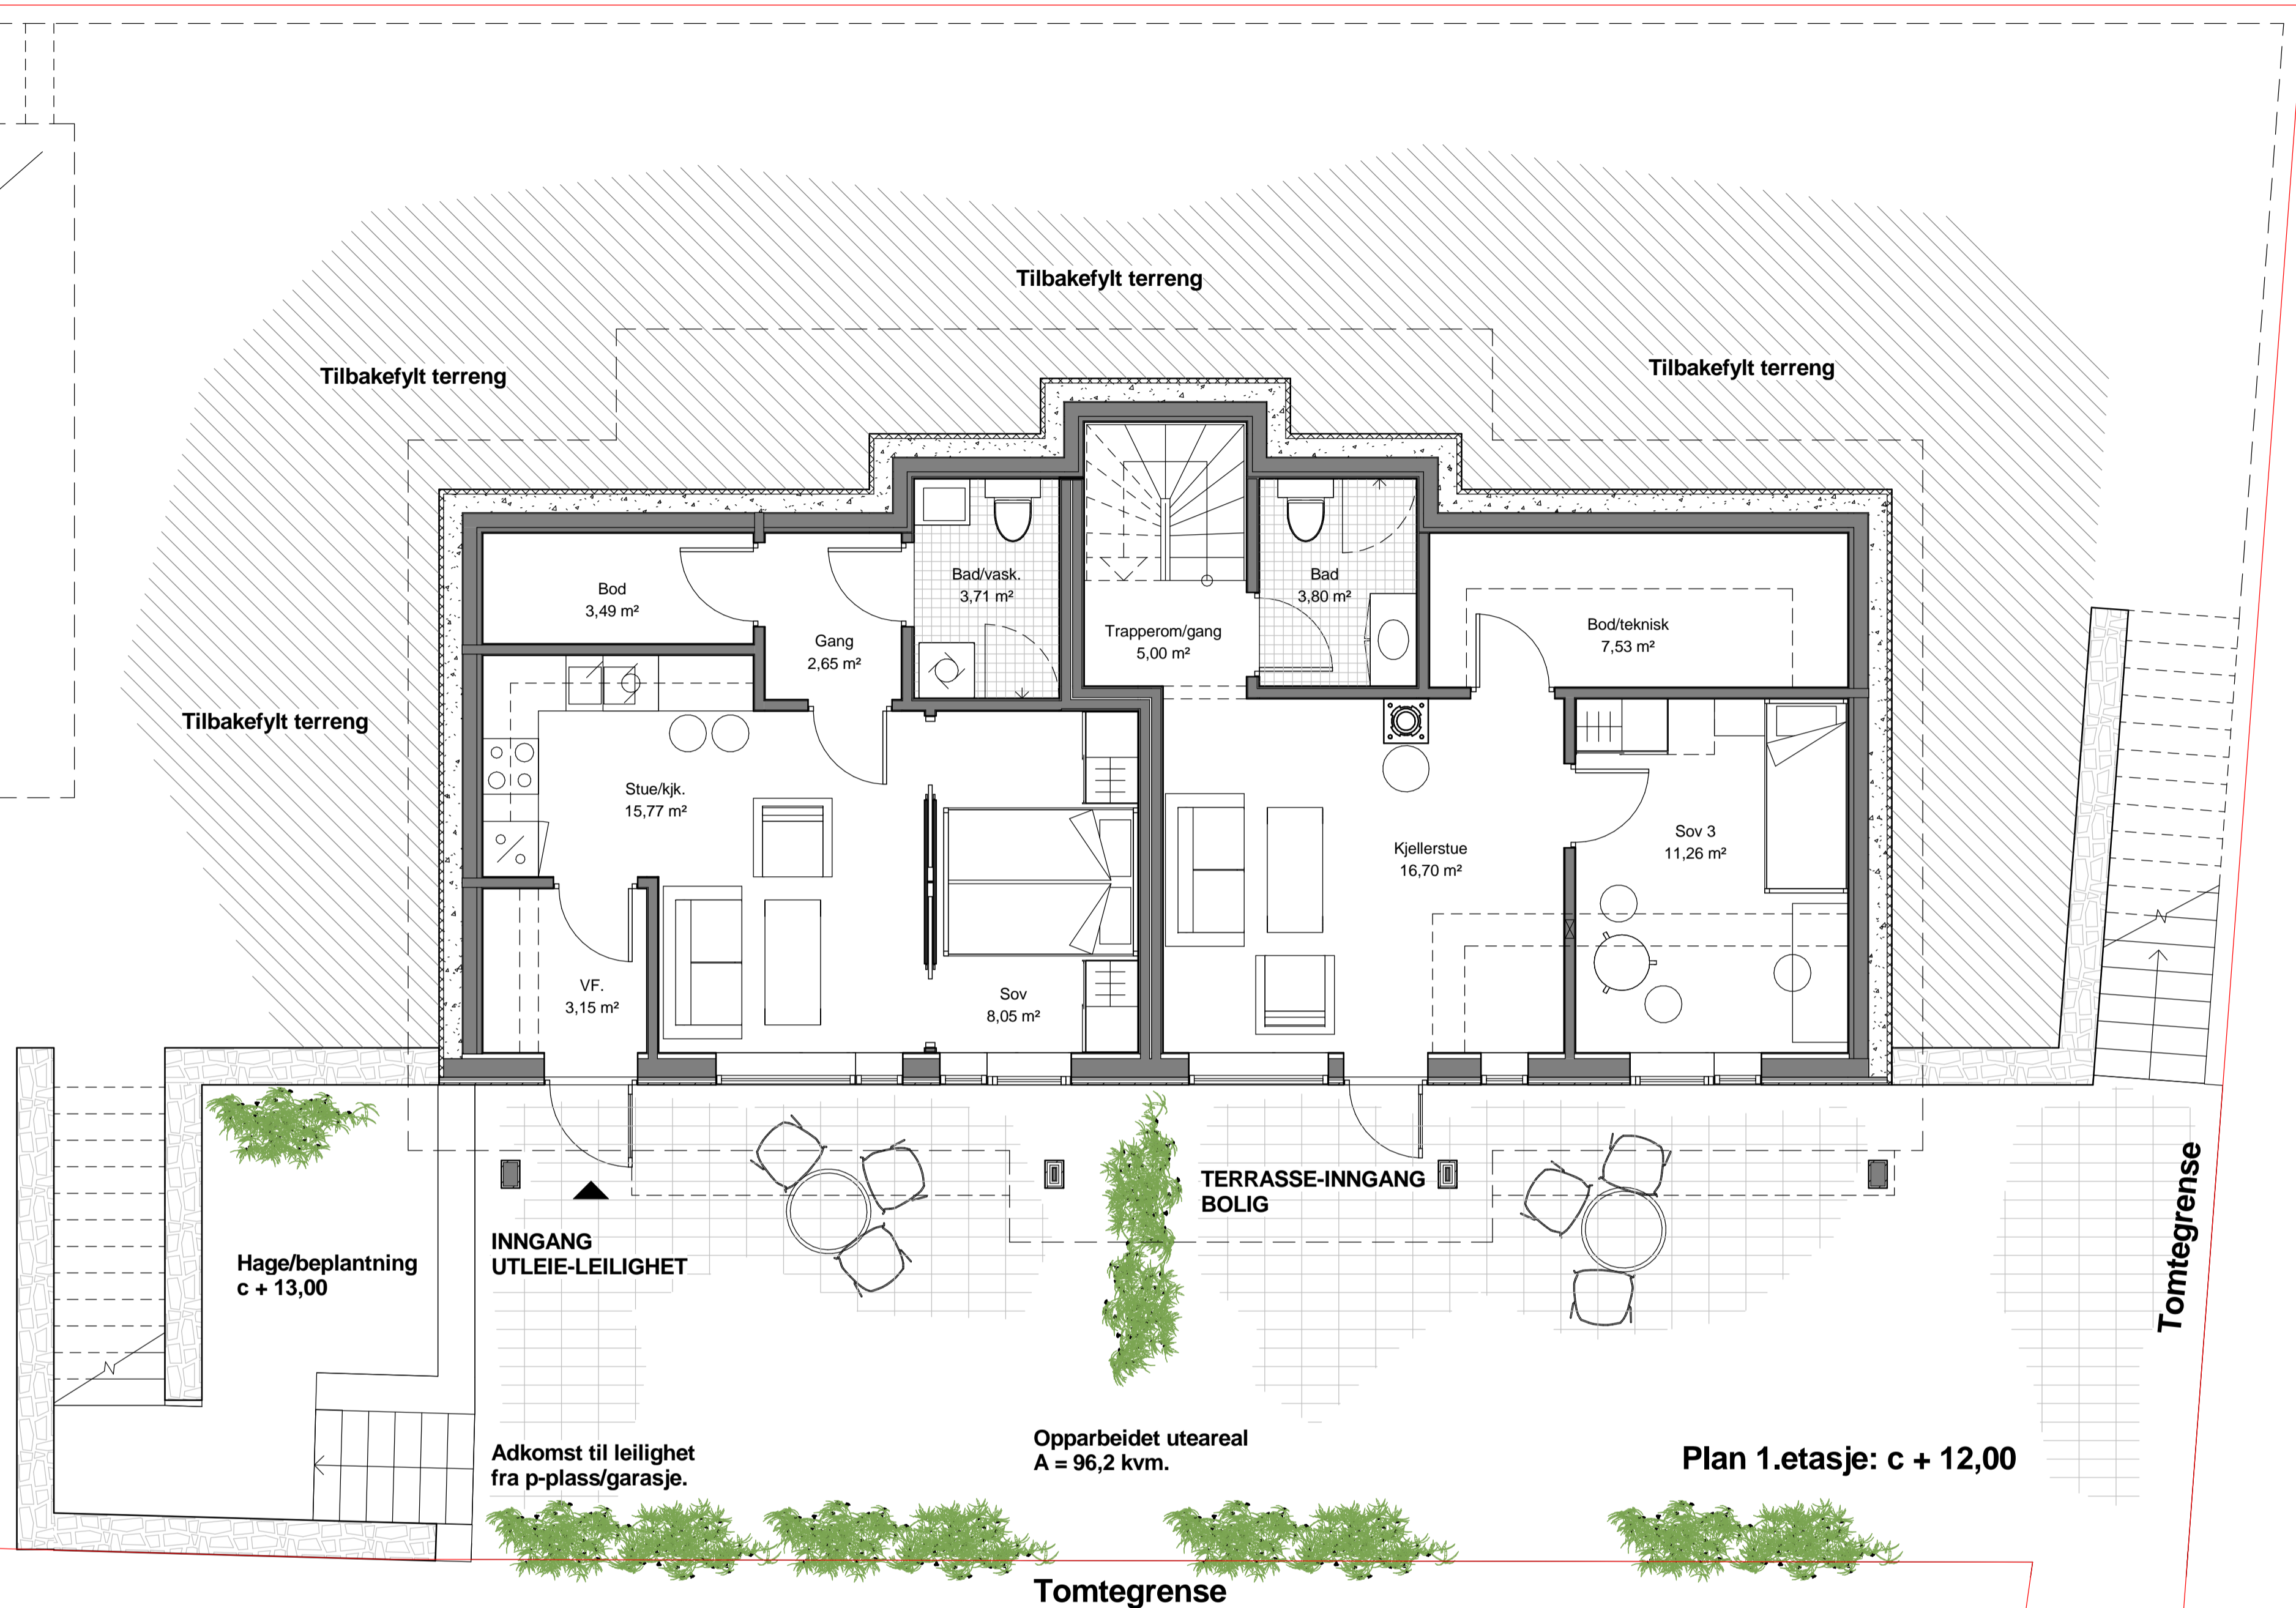 Tilbakefylt terreng
Tilbakefylt terreng
Tilbakefylt terreng
Tilbakefylt terreng
Bod
3,49 m²
Gang
2,65 m²
Bad/vask.
3,71 m²
Trapperom/gang
5,00 m²
Bad
3,80 m²
Bod/teknisk
7,53 m²
Stue/kjk.
15,77 m²
Kjellerstue
16,70 m²
Sov 3
11,26 m²
VF.
3,15 m²
Sov
8,05 m²
TERRASSE-INNGANG
BOLIG
INNGANG
UTLEIE-LEILIGHET
Hage/beplantning
c + 13,00
Tomtegrense
Adkomst til leilighet
fra p-plass/garasje.
Opparbeidet uteareal
A = 96,2 kvm.
Plan 1.etasje: c + 12,00
Tomtegrense